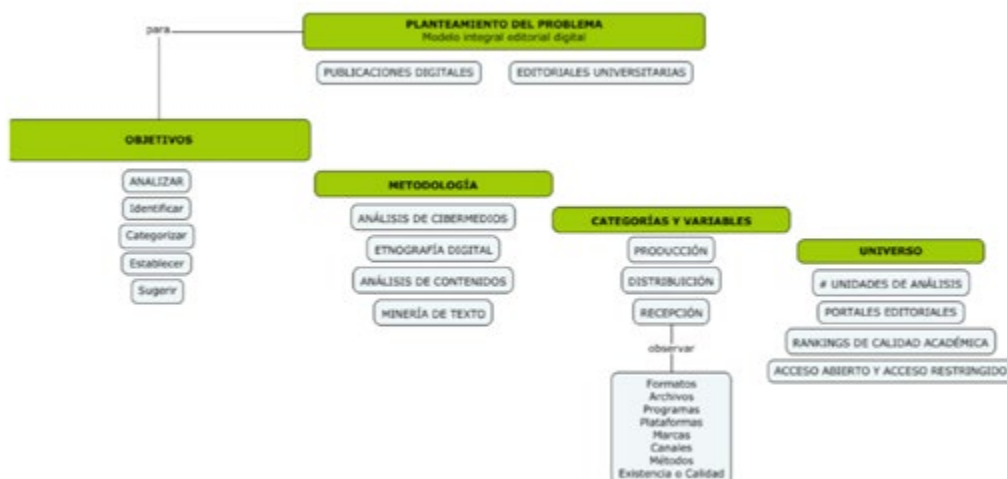 para
PLANTEAMIENTO DEL PROBLEMA
Modelo integral editorial digital
PUBLICACIONES DIGITALES
EDITORIALES UNIVERSITARIAS
OBJETIVOS
ANALIZAR
Identificar
Categorizar
Establecer
Sugerir
METODOLOGÍA
ANÁLISIS DE CIBERMEDIOS
ETNOGRAFÍA DIGITAL
ANÁLISIS DE CONTENIDOS
MINERÍA DE TEXTO
CATEGORÍAS Y VARIABLES
PRODUCCIÓN
DISTRIBUICIÓN
RECEPCIÓN
observar
Formatos
Archivos
Programas
Plataformas
Marcas
Canales
Métodos
Existencia o Calidad
UNIVERSO
# UNIDADES DE ANÁLISIS
PORTALES EDITORIALES
RANKINGS DE CALIDAD ACADÉMICA
ACCESO ABIERTO Y ACCESO RESTRINGIDO